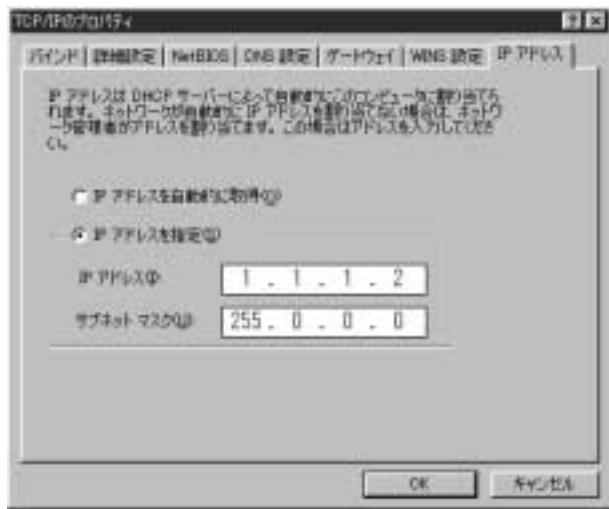 TCP/IPのプロパティ
バインド 詳細設定 NetBIOS DNS 設定 ゲートウェイ WINS 設定 IP アドレス
IP アドレスは DHCP サーバーによって自動的にこのコンピュータに割り当てら
れます。ネットワークが自動的に IP アドレスを割り当てない場合は、ネットワ
ーク管理者がアドレスを割り当てます。この場合はアドレスを入力してくださ
い。
IP アドレスを自動的に取得(O)
IP アドレスを指定(S)
IP アドレス(I):
1 . 1 . 1 . 2
サブネット マスク(U):
255 . 0 . 0 . 0
OK キャンセル